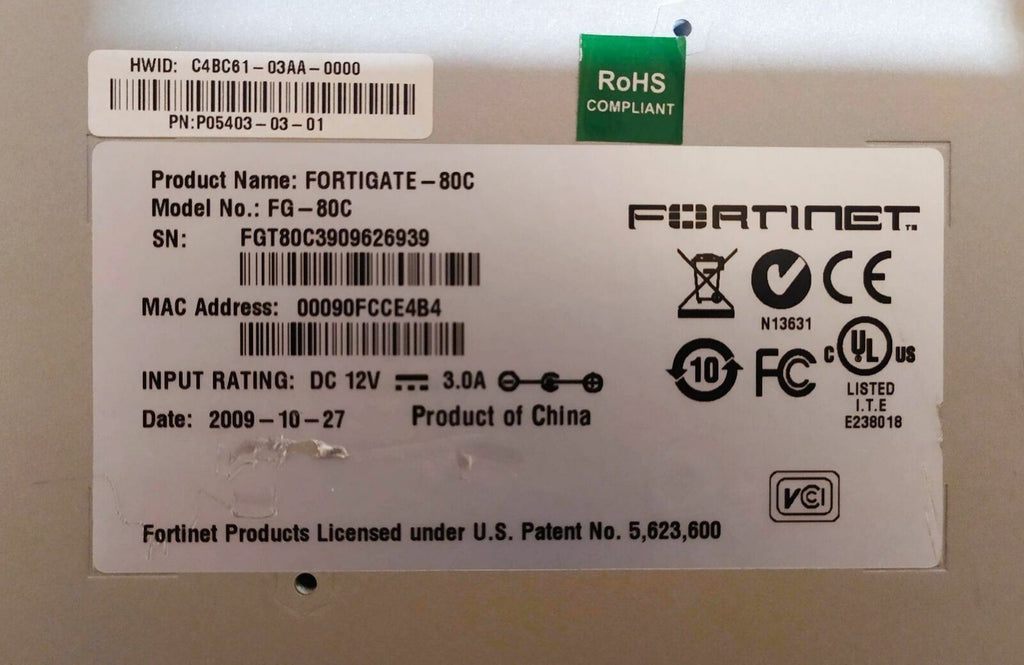 HWID: C4BC61-03AA-0000
PN:P05403-03-01
RoHS
COMPLIANT
Product Name: FORTIGATE-80C
Model No.: FG-80C
SN: FGT80C3909626939
MAC Address: 00090FCCE4B4
INPUT RATING: DC 12V 3.0A
Date: 2009-10-27 Product of China
Fortinet Products Licensed under U.S. Patent No. 5,623,600
FORTINET™
CE
N13631
10
FC
C UL US
LISTED
I.T.E
E238018
VCI